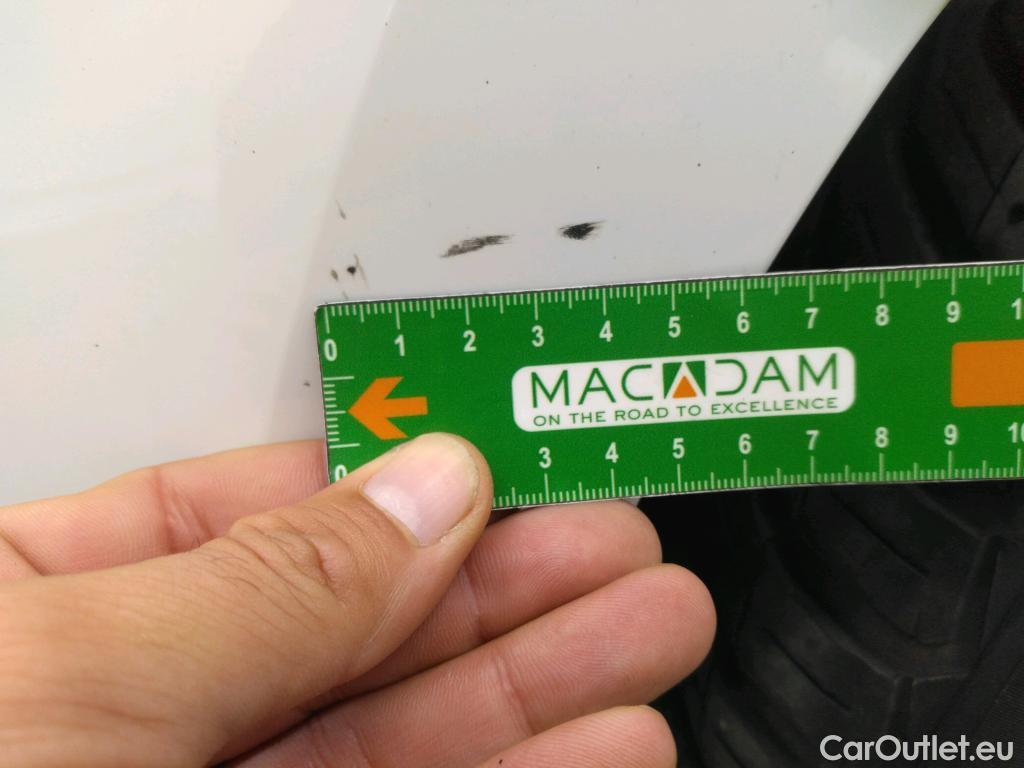 0 1 2 3 4 5 6 7 8 9 1
MACADAM
ON THE ROAD TO EXCELLENCE
0 3 4 5 6 7 8 9 10
CarOutlet.eu